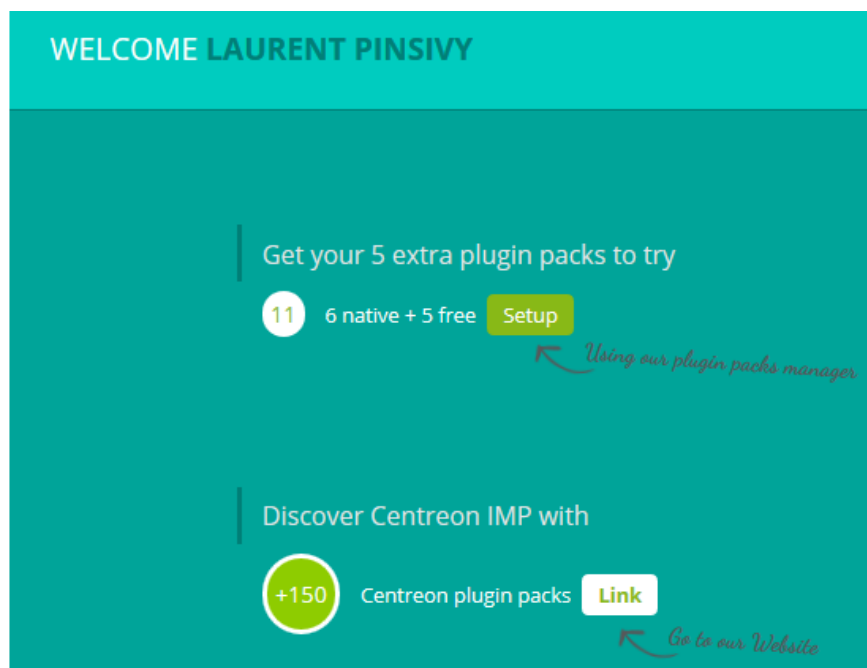 WELCOME LAURENT PINSIVY
Get your 5 extra plugin packs to try
11 6 native + 5 free Setup
Using our plugin packs manager
Discover Centreon IMP with
+150 Centreon plugin packs Link
Go to our Website